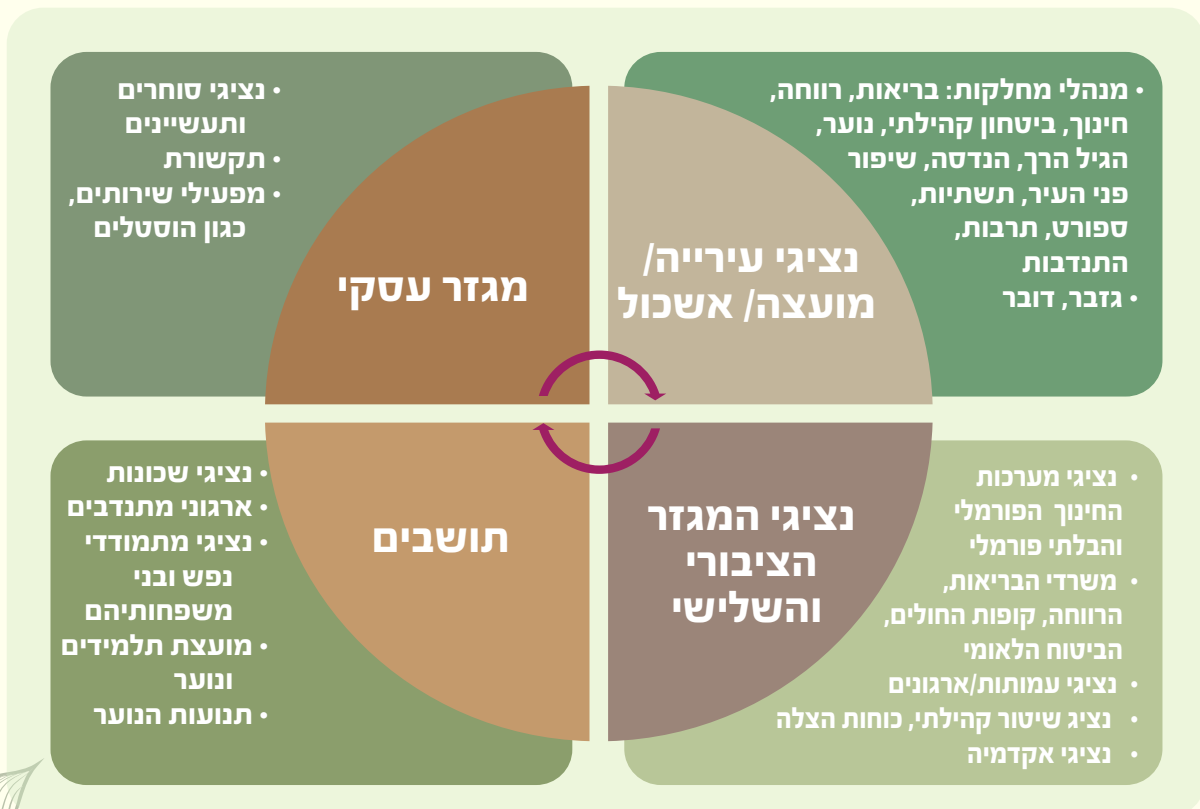 • מנהלי מחלקות: בריאות, רווחה,
חינוך, ביטחון קהילתי, נוער,
הגיל הרך, הנדסה, שיפור
פני העיר, תשתיות,
ספורט, תרבות,
התנדבות
• גזבר, דובר
נציגי עירייה/
מועצה/ אשכול
• נציגי סוחרים
ותעשיינים
• תקשורת
• מפעילי שירותים,
כגון הוסטלים
מגזר עסקי
• נציגי מערכות
החינוך הפורמלי
והבלתי פורמלי
• משרדי הבריאות,
הרווחה, קופות החולים,
הביטוח הלאומי
• נציגי עמותות/ארגונים
• נציג שיטור קהילתי, כוחות הצלה
• נציגי אקדמיה
נציגי המגזר
הציבורי
והשלישי
• נציגי שכונות
• ארגוני מתנדבים
• נציגי מתמודדי
נפש ובני
משפחותיהם
• מועצת תלמידים
ונוער
• תנועות הנוער
תושבים